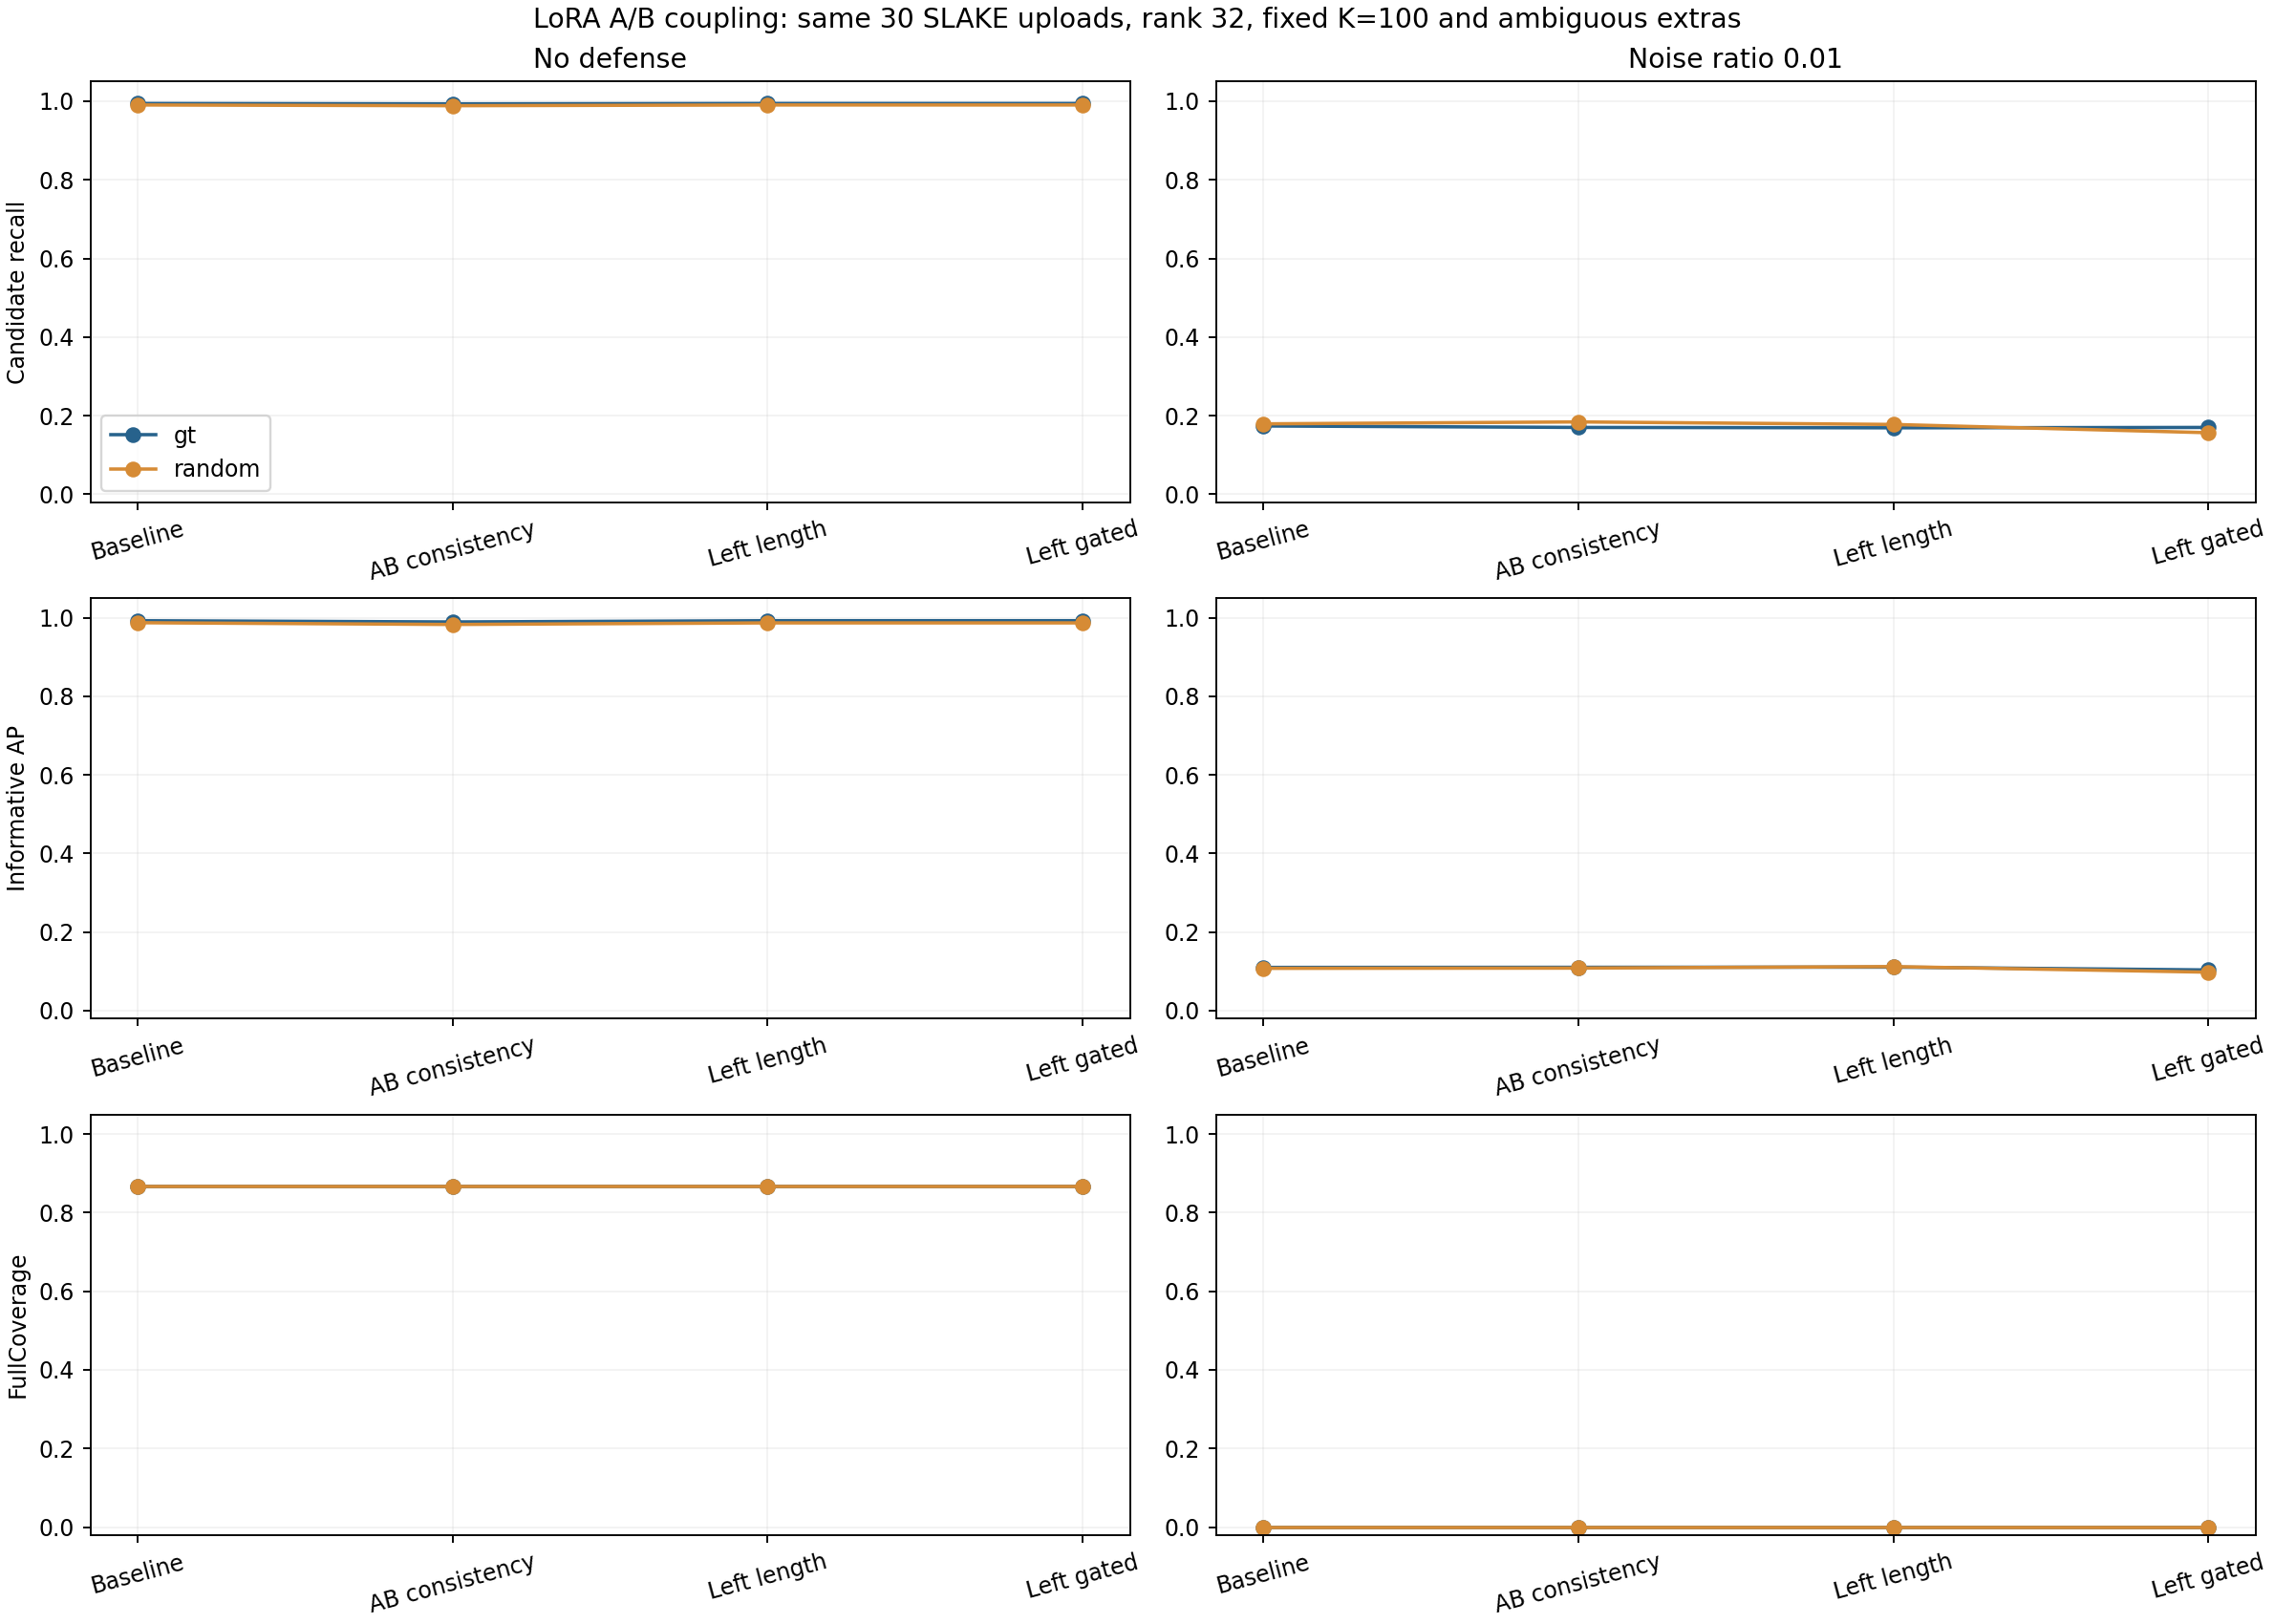 LoRA A/B coupling: same 30 SLAKE uploads, rank 32, fixed K=100 and ambiguous extras
No defense
Noise ratio 0.01
Candidate recall
1.0
0.8
0.6
0.4
0.2
0.0
gt
random
Baseline
AB consistency
Left length
Left gated
1.0
0.8
0.6
0.4
0.2
0.0
Baseline
AB consistency
Left length
Left gated
Informative AP
1.0
0.8
0.6
0.4
0.2
0.0
Baseline
AB consistency
Left length
Left gated
1.0
0.8
0.6
0.4
0.2
0.0
Baseline
AB consistency
Left length
Left gated
FullCoverage
1.0
0.8
0.6
0.4
0.2
0.0
Baseline
AB consistency
Left length
Left gated
1.0
0.8
0.6
0.4
0.2
0.0
Baseline
AB consistency
Left length
Left gated